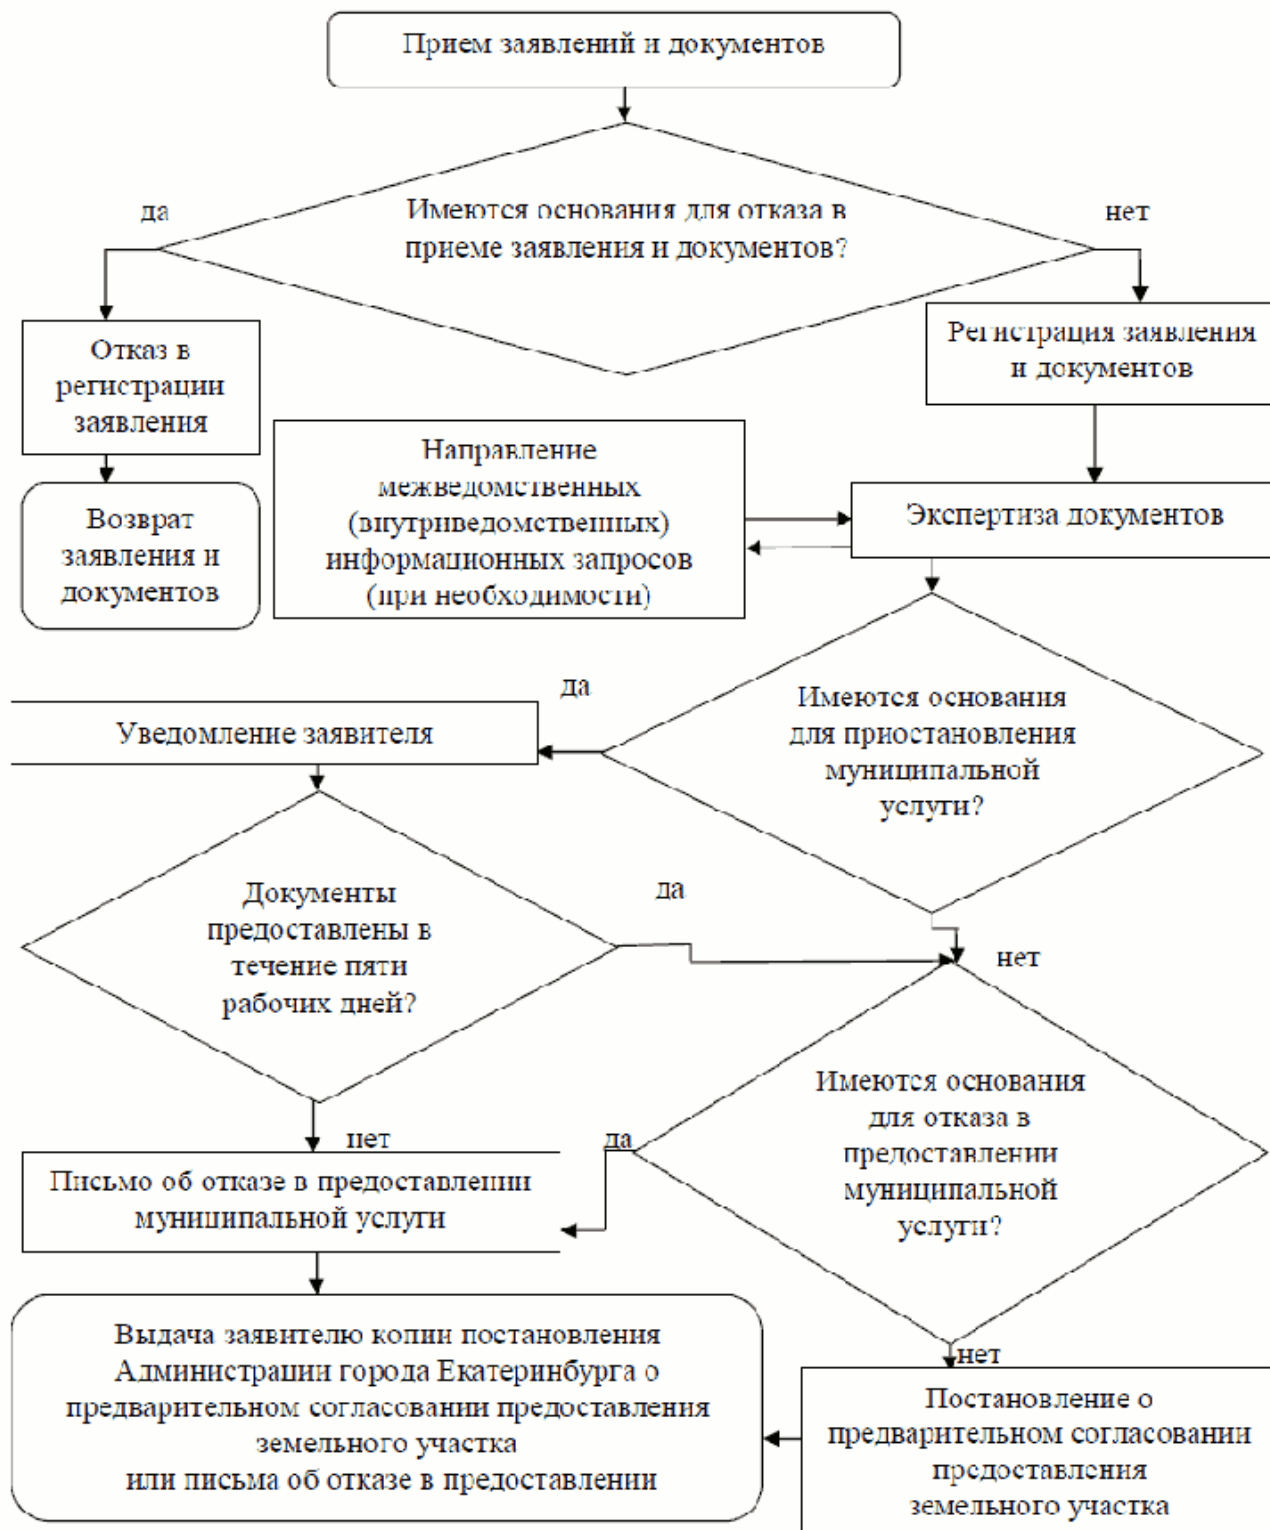 Прием заявлений и документов
Имеются основания для отказа в
приеме заявления и документов?
да
нет
Отказ в
регистрации
заявления
Регистрация заявления
и документов
Возврат
заявления и
документов
Направление
межведомственных
(внутриведомственных)
информационных запросов
(при необходимости)
Экспертиза документов
Имеются основания
для приостановления
муниципальной
услуги?
да
Уведомление заявителя
Документы
предоставлены в
течение пяти
рабочих дней?
да
нет
Имеются основания
для отказа в
предоставлении
муниципальной
услуги?
нет
да
Письмо об отказе в предоставлении
муниципальной услуги
нет
Выдача заявителю копии постановления
Администрации города Екатеринбурга о
предварительном согласовании предоставления
земельного участка
или письма об отказе в предоставлении
Постановление о
предварительном согласовании
предоставления
земельного участка